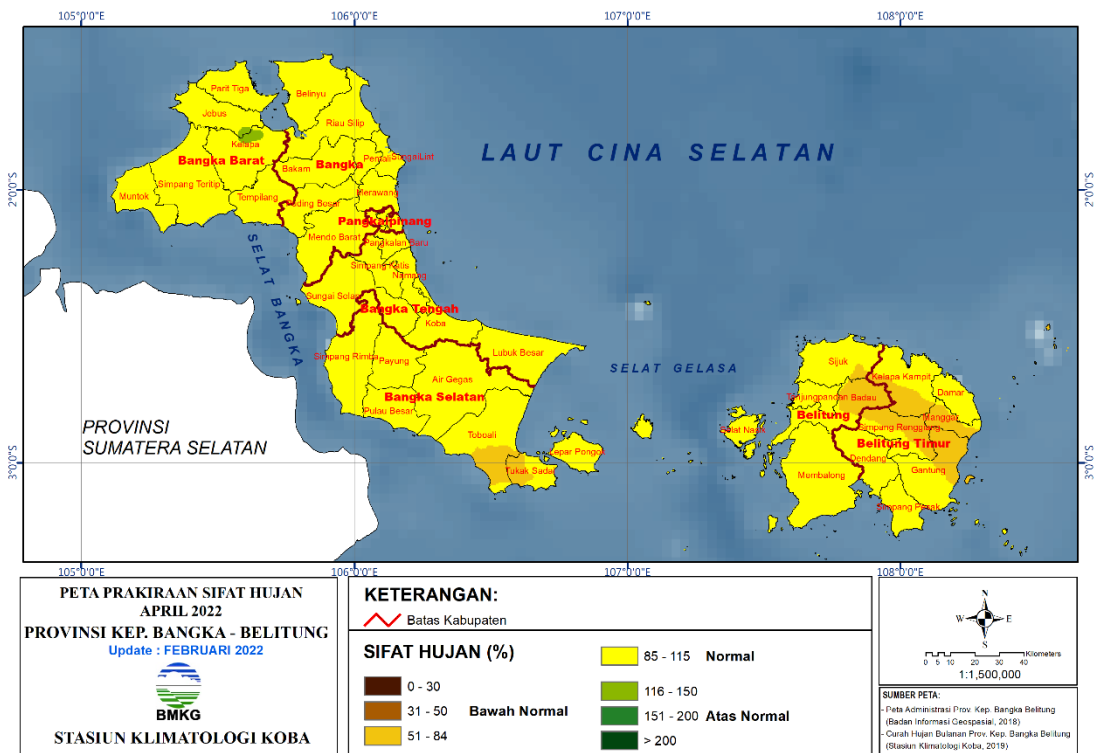 105°0'0"E
106°0'0"E
107°0'0"E
108°0'0"E
2°0'0"S
2°0'0"S
3°0'0"S
3°0'0"S
Parit Tiga
Belinyu
Jebus
Riau Silip
Kelapa
Bangka Barat
Bangka
Pemali
SungaiLiat
Bakam
Simpang Teritip
Muntok
Tempilang
Merawang
Puding Besar
Pangkalpinang
Mendo Barat
Pangkalan Baru
Simpang Katis
Namang
Sungai Selan
Bangka Tengah
Koba
Simpang Rimba
Payung
Lubuk Besar
Air Gegas
Bangka Selatan
Pulau Besar
Toboali
Tukak Sadai
Lepar Pongok
LAUT CINA SELATAN
SELAT BANGKA
SELAT GELASA
PROVINSI
SUMATERA SELATAN
Sijuk
Kelapa Kampit
Damar
Tanjungpandan
Badau
Belitung
Manggar
Selat Nasik
Simpang Renggiang
Belitung Timur
Dendang
Membalong
Gantung
Simpang Pesak
105°0'0"E
106°0'0"E
107°0'0"E
108°0'0"E
PETA PRAKIRAAN SIFAT HUJAN
APRIL 2022
PROVINSI KEP. BANGKA - BELITUNG
Update : FEBRUARI 2022
BMKG
STASIUN KLIMATOLOGI KOBA
KETERANGAN:
Batas Kabupaten
SIFAT HUJAN (%)
0 - 30
31 - 50 Bawah Normal
51 - 84
85 - 115 Normal
116 - 150
151 - 200 Atas Normal
> 200
N
W E
S
0 5 10 20 30 40 Kilometers
1:1,500,000
SUMBER PETA:
- Peta Administrasi Prov. Kep. Bangka Belitung
(Badan Informasi Geospasial, 2018)
- Curah Hujan Bulanan Prov. Kep. Bangka Belitung
(Stasiun Klimatologi Koba, 2019)